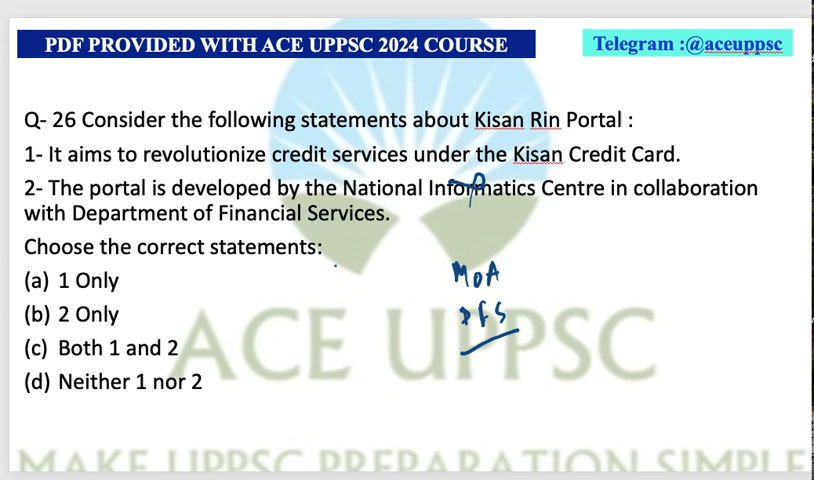 PDF PROVIDED WITH ACE UPPSC 2024 COURSE
Telegram :@aceuppsc
Q- 26 Consider the following statements about Kisan Rin Portal :
1- It aims to revolutionize credit services under the Kisan Credit Card.
2- The portal is developed by the National Informatics Centre in collaboration
with Department of Financial Services.
Choose the correct statements:
(a) 1 Only
(b) 2 Only
(c) Both 1 and 2
(d) Neither 1 nor 2
MOA
DFS
ACE UPPSC
MAKE UPPSC PREPARATION SIMPLE